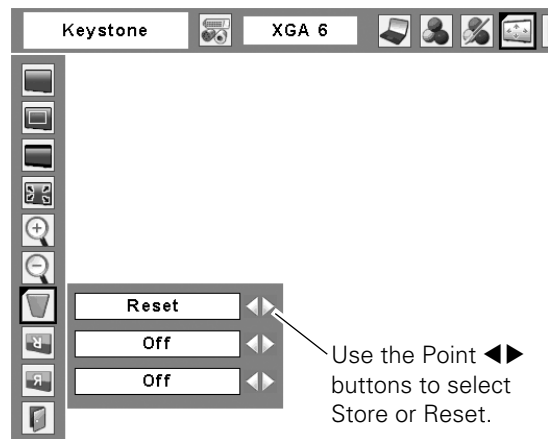 Keystone
XGA 6
Reset
Off
Off
Use the Point ◀▶
buttons to select
Store or Reset.